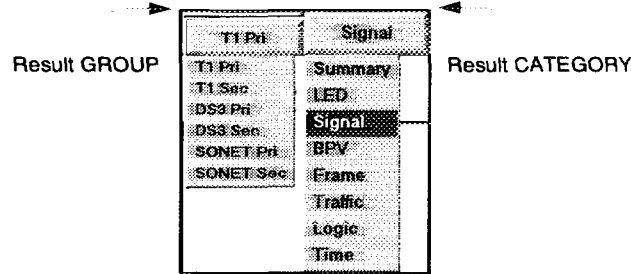 T1 Pri Signal
Result GROUP
Result CATEGORY
T1 Pri
T1 Sec
DS3 Pri
DS3 Sec
SONET Pri
SONET Sec
Summary
LED
Signal
BPV
Frame
Traffic
Logic
Time